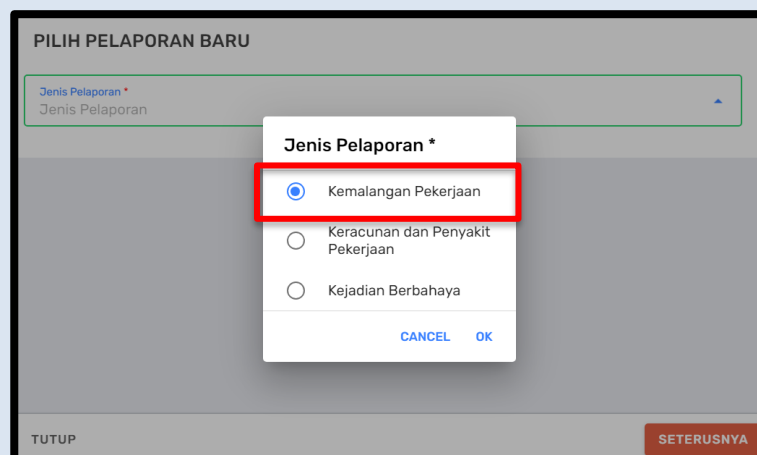 PILIH PELAPORAN BARU
Jenis Pelaporan *
Jenis Pelaporan
Jenis Pelaporan *
Kemalangan Pekerjaan
Keracunan dan Penyakit
Pekerjaan
Kejadian Berbahaya
CANCEL OK
TUTUP SETERUSNYA